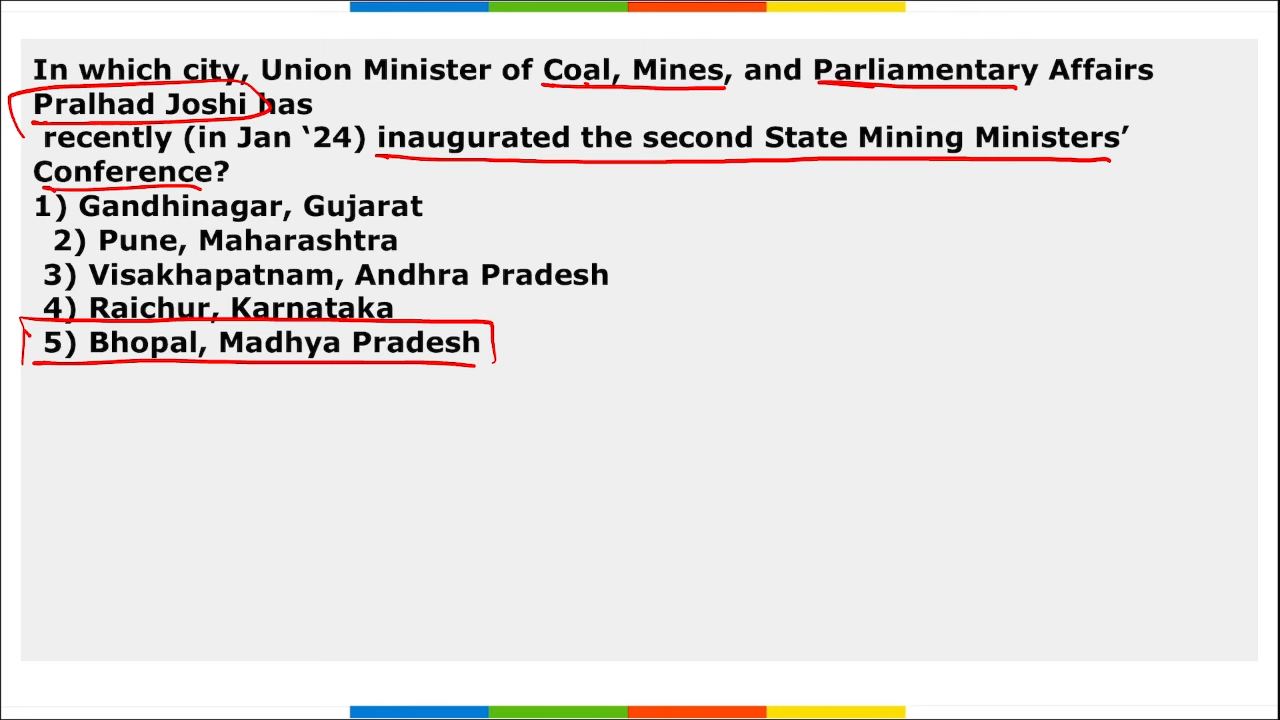 In which city, Union Minister of Coal, Mines, and Parliamentary Affairs
Pralhad Joshi has
recently (in Jan ‘24) inaugurated the second State Mining Ministers’
Conference?
1) Gandhinagar, Gujarat
2) Pune, Maharashtra
3) Visakhapatnam, Andhra Pradesh
4) Raichur, Karnataka
5) Bhopal, Madhya Pradesh